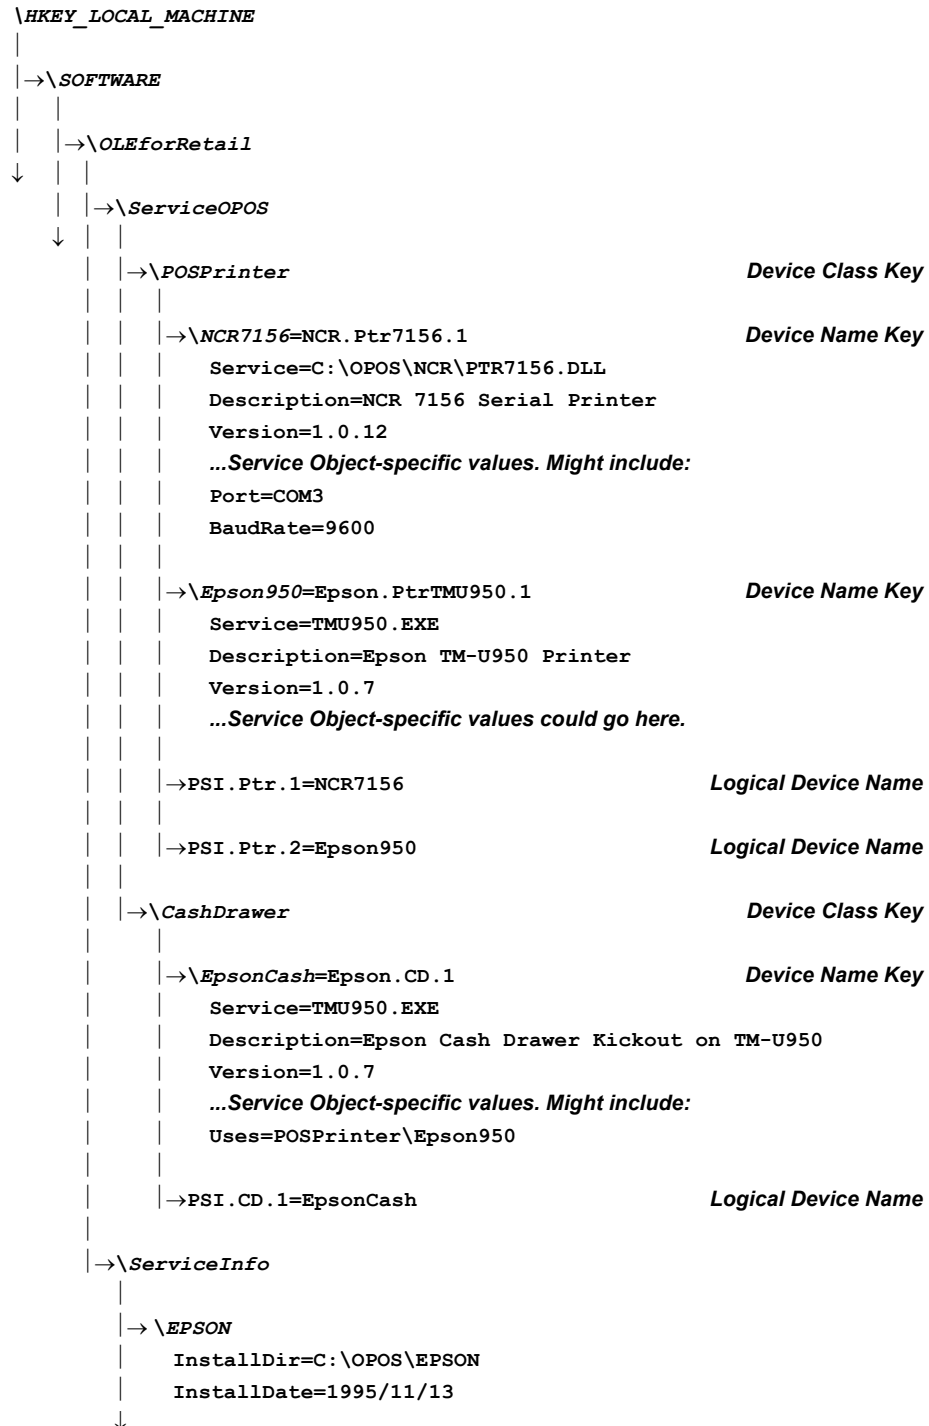 \HKEY_LOCAL_MACHINE
→\SOFTWARE
→\OLEforRetail
→\ServiceOPOS
→\POSPrinter Device Class Key
→\NCR7156=NCR.Ptr7156.1 Device Name Key
Service=C:\OPOS\NCR\PTR7156.DLL
Description=NCR 7156 Serial Printer
Version=1.0.12
...Service Object-specific values. Might include:
Port=COM3
BaudRate=9600
→\Epson950=Epson.PtrTMU950.1 Device Name Key
Service=TMU950.EXE
Description=Epson TM-U950 Printer
Version=1.0.7
...Service Object-specific values could go here.
→PSI.Ptr.1=NCR7156 Logical Device Name
→PSI.Ptr.2=Epson950 Logical Device Name
→\CashDrawer Device Class Key
→\EpsonCash=Epson.CD.1 Device Name Key
Service=TMU950.EXE
Description=Epson Cash Drawer Kickout on TM-U950
Version=1.0.7
...Service Object-specific values. Might include:
Uses=POSPrinter\Epson950
→PSI.CD.1=EpsonCash Logical Device Name
→\ServiceInfo
→ \EPSON
InstallDir=C:\OPOS\EPSON
InstallDate=1995/11/13